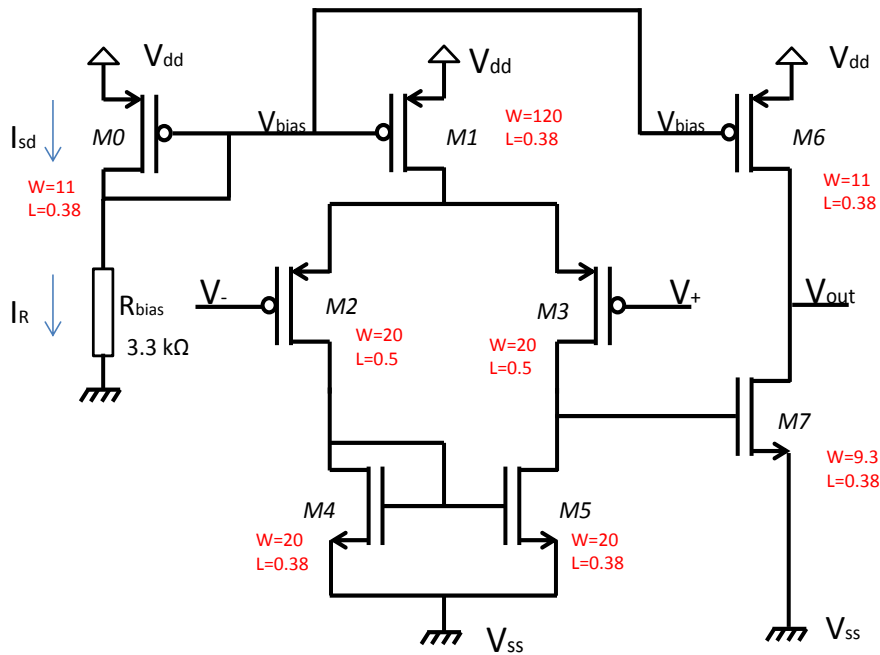 Vdd
Vdd
Vdd
Isd
M0
Vbias
M1
W=120
L=0.38
Vbias
M6
W=11
L=0.38
W=11
L=0.38
IR
Rbias
3.3 kΩ
V-
M2
W=20
L=0.5
M3
W=20
L=0.5
V+
Vout
M7
W=9.3
L=0.38
M4
W=20
L=0.38
M5
W=20
L=0.38
Vss
Vss